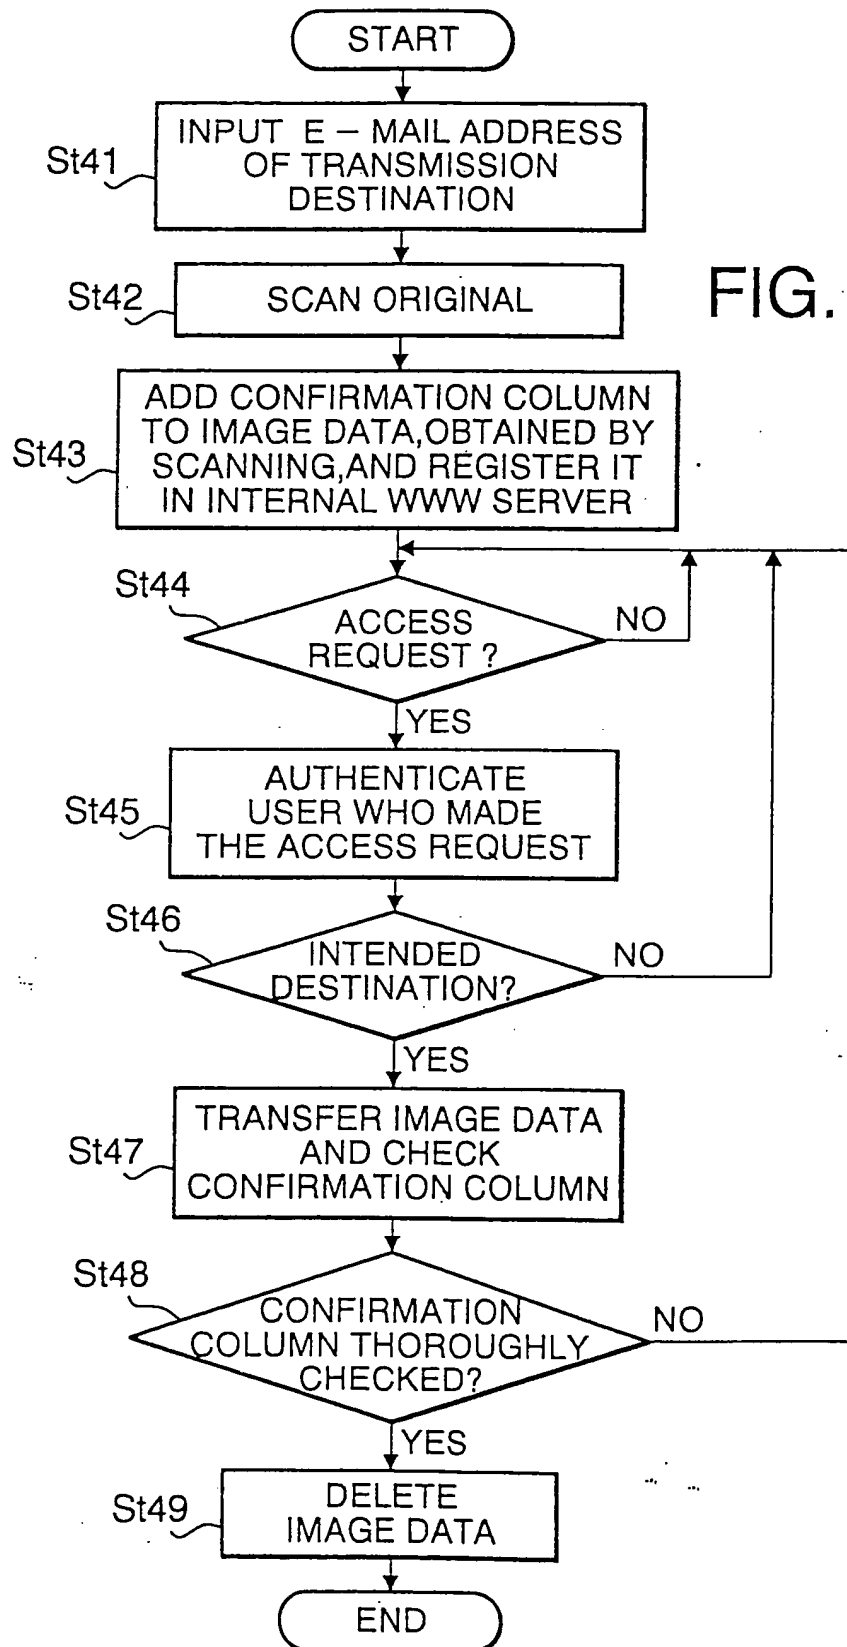 START
St41
INPUT E – MAIL ADDRESS
OF TRANSMISSION
DESTINATION
St42
SCAN ORIGINAL
FIG.
St43
ADD CONFIRMATION COLUMN
TO IMAGE DATA,OBTAINED BY
SCANNING,AND REGISTER IT
IN INTERNAL WWW SERVER
St44
ACCESS
REQUEST ?
NO
YES
St45
AUTHENTICATE
USER WHO MADE
THE ACCESS REQUEST
St46
INTENDED
DESTINATION?
NO
YES
St47
TRANSFER IMAGE DATA
AND CHECK
CONFIRMATION COLUMN
St48
CONFIRMATION
COLUMN THOROUGHLY
CHECKED?
NO
YES
St49
DELETE
IMAGE DATA
END